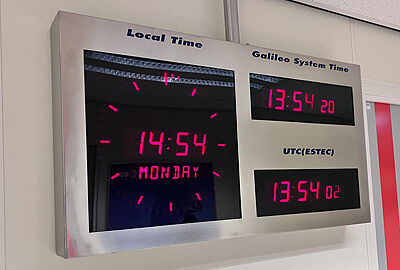 Local Time
14:54
MONDAY
Galileo System Time
13:54 20
UTC(ESTEC)
13:54 02